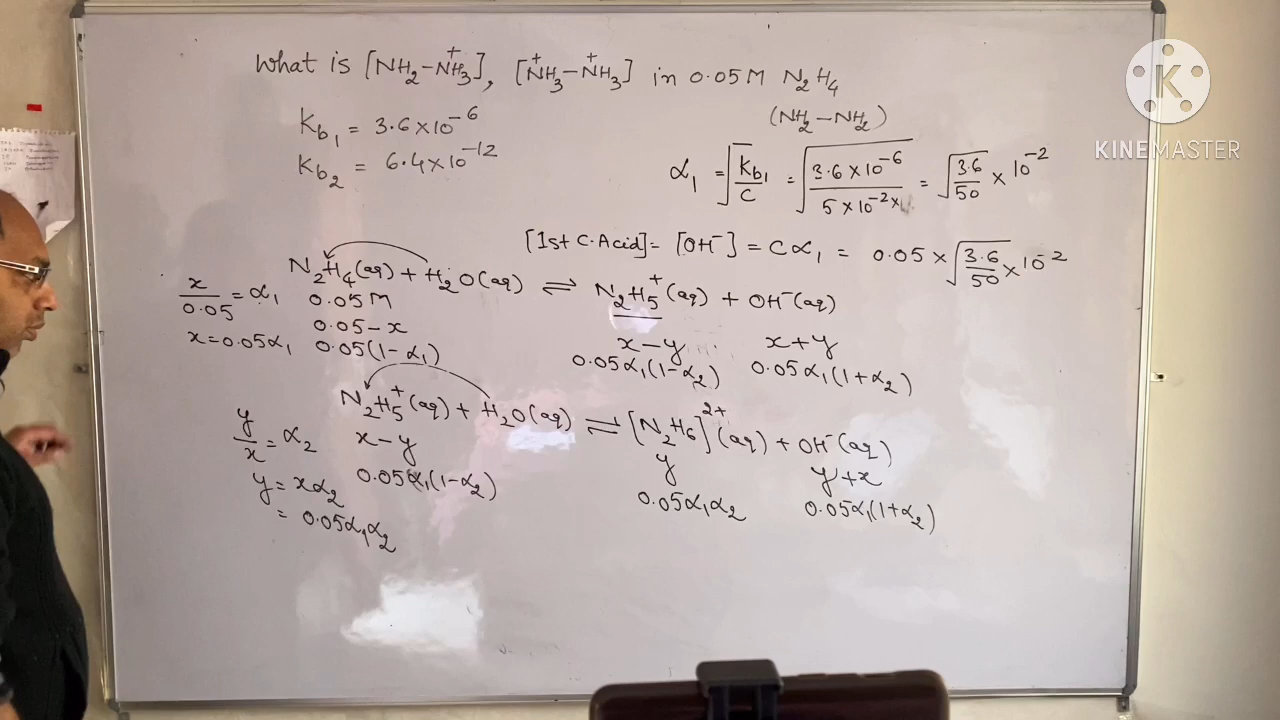 What is [NH2-NH3+], [N+H3-N+H3] in 0.05M N2H4
(NH2-NH2)
Kb1 = 3.6×10^-6
Kb2 = 6.4×10^-12
α1 = √(Kb1/C) = √(3.6×10^-6/5×10^-2×) = √(3.6/50) × 10^-2
[1st C.Acid] = [OH-] = Cα1 = 0.05 × √(3.6/50) × 10^-2
N2H4(aq) + H2O(aq) ⇌ N2H5+(aq) + OH-(aq)
x/0.05 = α1 0.05M
0.05-x x-y x+y
x=0.05α1 0.05(1-α1) 0.05α1(1-α2) 0.05α1(1+α2)
N2H5+(aq) + H2O(aq) ⇌ [N2H6]2+(aq) + OH-(aq)
y/x = α2 x-y y y+x
y = xα2 0.05α1(1-α2) 0.05α1α2 0.05α1(1+α2)
= 0.05α1α2
K
KINEMASTER